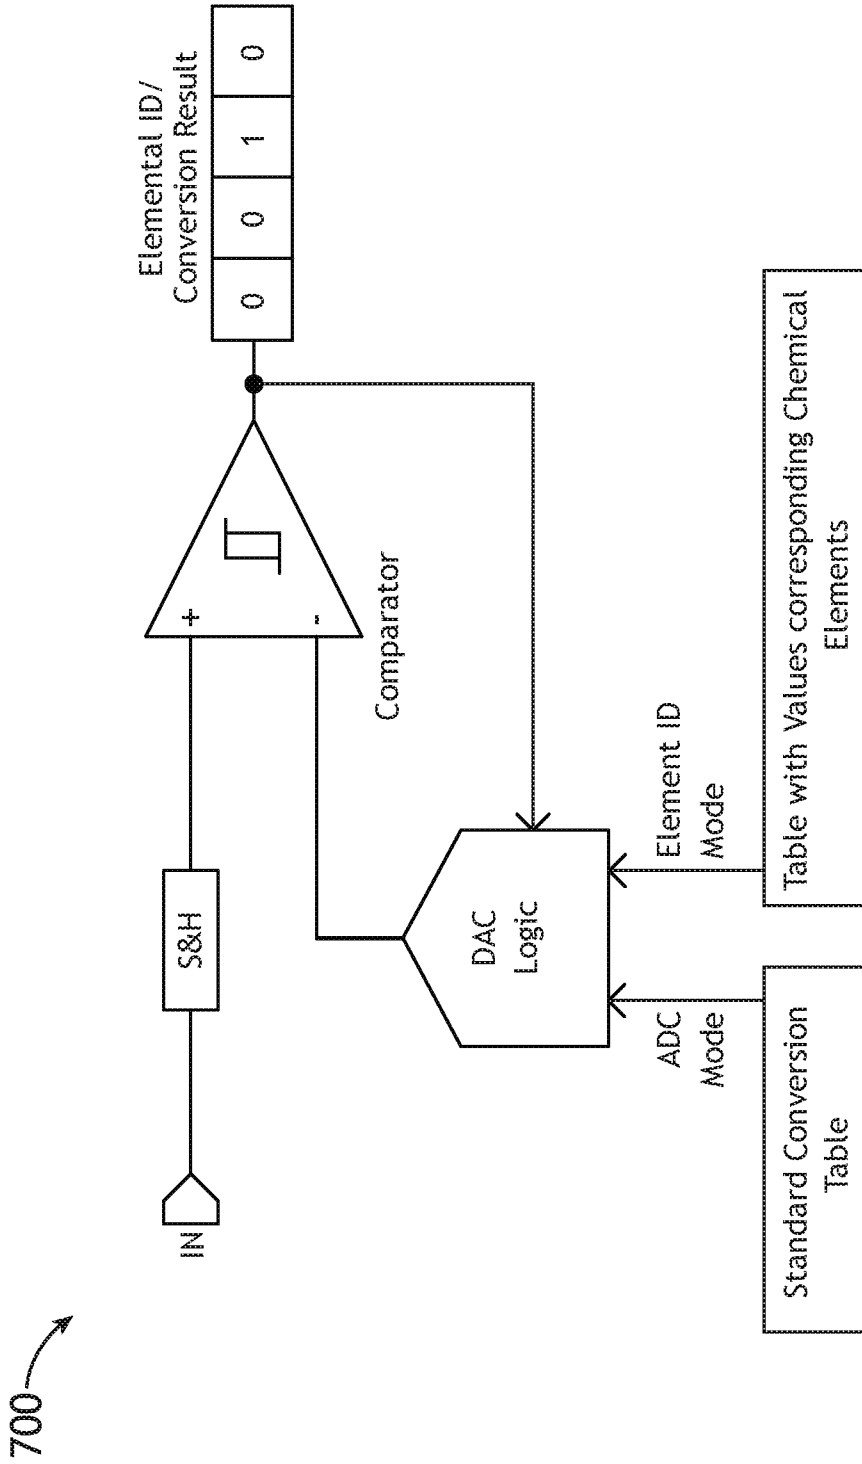 700
IN
S&H
+
-
Comparator
Elemental ID/
Conversion Result
0 0 1 0
DAC
Logic
ADC
Mode
Element ID
Mode
Standard Conversion
Table
Table with Values corresponding Chemical
Elements